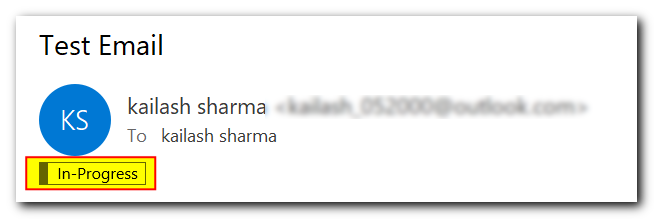 Test Email
KS
kailash sharma
To kailash sharma
In-Progress